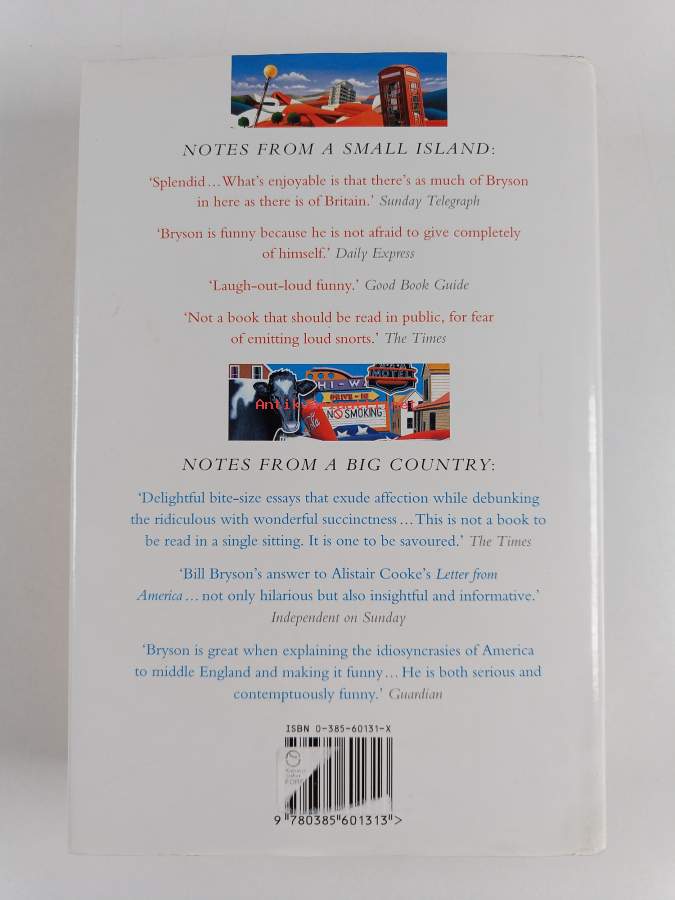 NOTES FROM A SMALL ISLAND:
‘Splendid… What’s enjoyable is that there’s as much of Bryson
in here as there is of Britain.’ Sunday Telegraph
‘Bryson is funny because he is not afraid to give completely
of himself.’ Daily Express
‘Laugh-out-loud funny.’ Good Book Guide
‘Not a book that should be read in public, for fear
of emitting loud snorts.’ The Times
HI-W
MOTEL
DRIVE-IN
NO SMOKING
NOTES FROM A BIG COUNTRY:
‘Delightful bite-size essays that exude affection while debunking
the ridiculous with wonderful succinctness… This is not a book to
be read in a single sitting. It is one to be savoured.’ The Times
‘Bill Bryson’s answer to Alistair Cooke’s Letter from
America… not only hilarious but also insightful and informative.’
Independent on Sunday
‘Bryson is great when explaining the idiosyncrasies of America
to middle England and making it funny… He is both serious and
contemptuously funny.’ Guardian
ISBN 0-385-60131-X
9 780385 601313 >